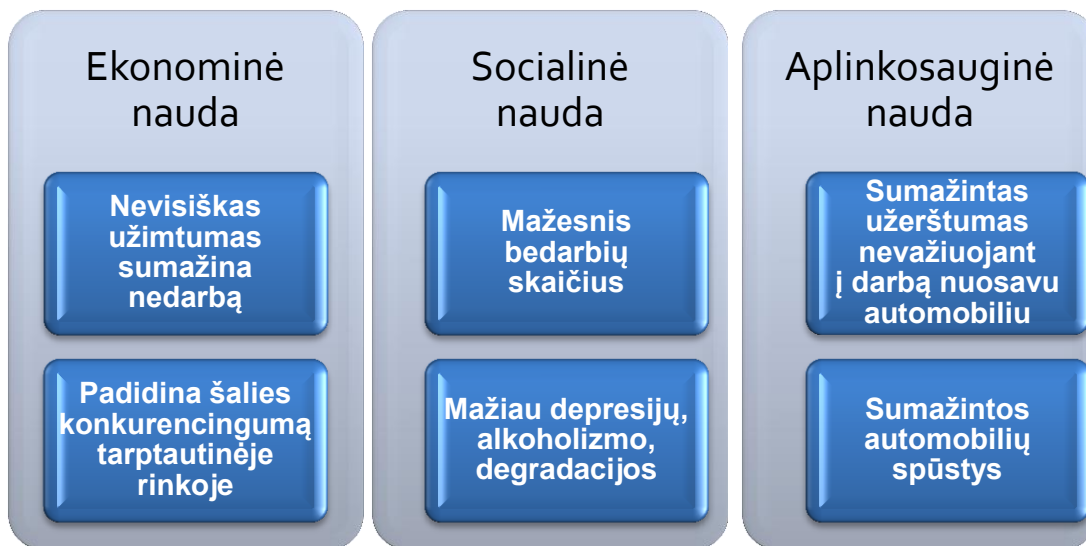 Ekonominė
nauda
Nevisiškas
užimtumas
sumažina
nedarbą
Padidina šalies
konkurencingumą
tarptautinėje
rinkoje
Socialinė
nauda
Mažesnis
bedarbių
skaičius
Mažiau depresijų,
alkoholizmo,
degradacijos
Aplinkosauginė
nauda
Sumažintas
užerštumas
nevažiuojant
į darbą nuosavu
automobiliu
Sumažintos
automobilių
spūstys